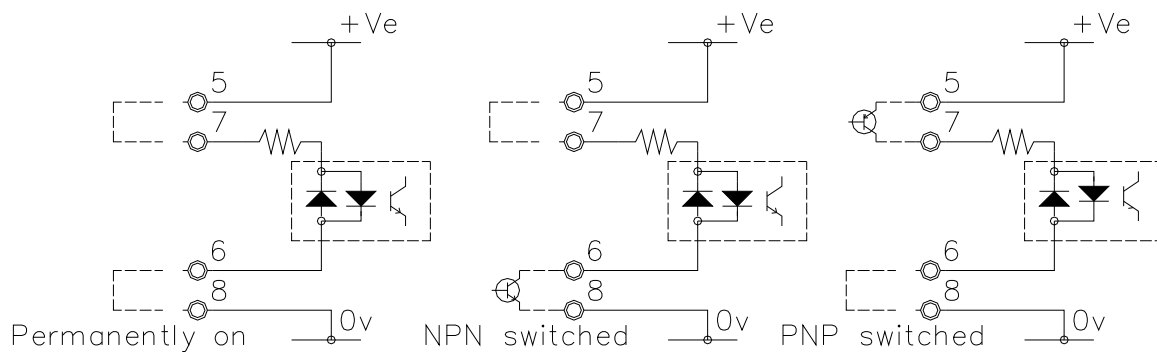 +Ve +Ve +Ve
5 5 5
7 7 7
6 6 6
8 8 8
0v 0v 0v
Permanently on NPN switched PNP switched